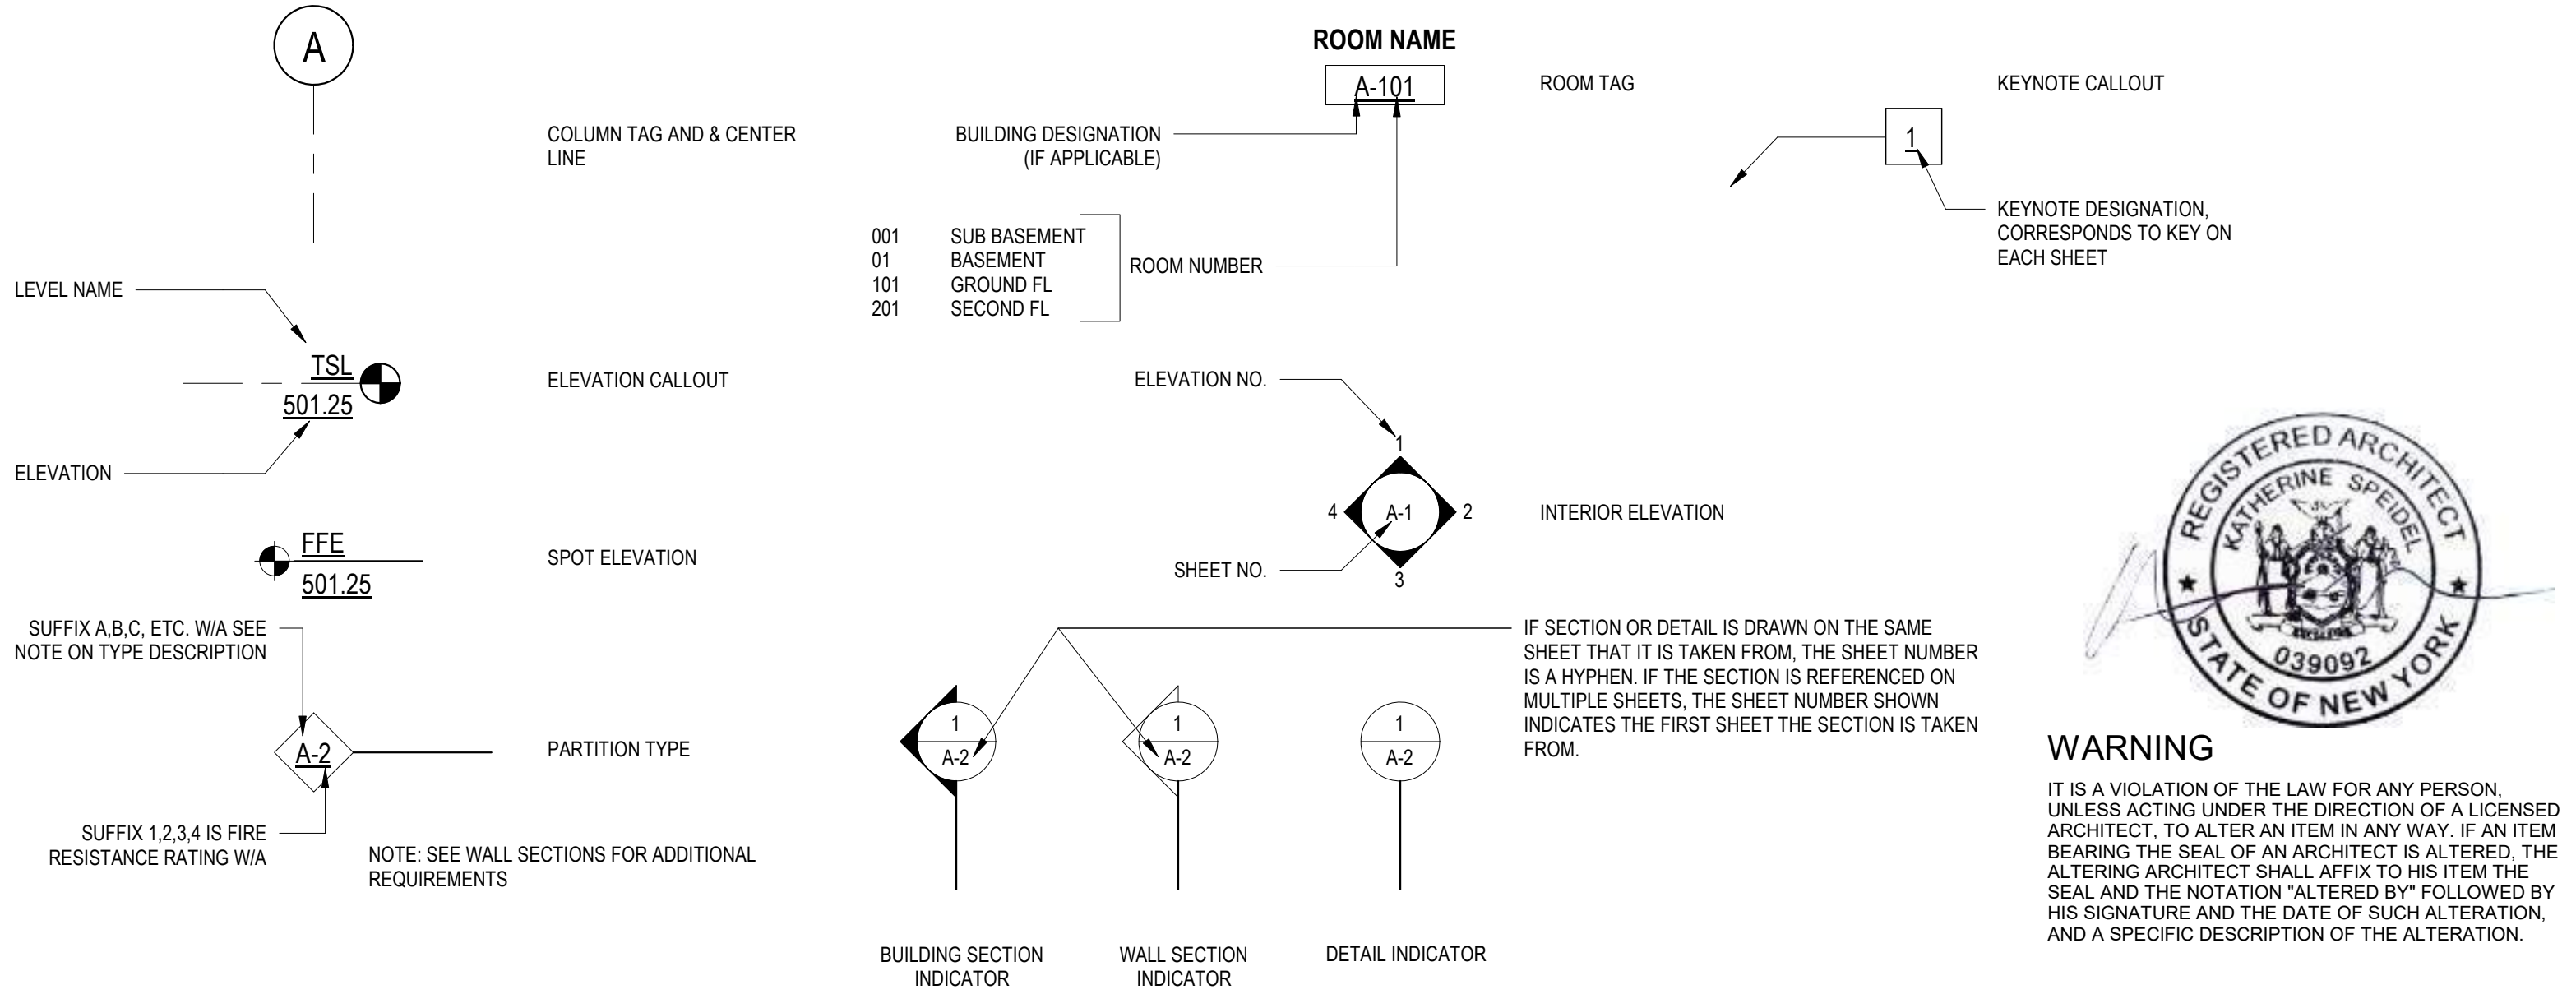 A
COLUMN TAG AND & CENTER
LINE
LEVEL NAME
TSL
501.25
ELEVATION CALLOUT
ELEVATION
FFE
501.25
SPOT ELEVATION
SUFFIX A,B,C, ETC. W/A SEE
NOTE ON TYPE DESCRIPTION
A-2
PARTITION TYPE
SUFFIX 1,2,3,4 IS FIRE
RESISTANCE RATING W/A
NOTE: SEE WALL SECTIONS FOR ADDITIONAL
REQUIREMENTS
ROOM NAME
A-101
ROOM TAG
BUILDING DESIGNATION
(IF APPLICABLE)
001 SUB BASEMENT
01 BASEMENT
101 GROUND FL
201 SECOND FL
ROOM NUMBER
ELEVATION NO.
1
4
A-1
2
3
INTERIOR ELEVATION
SHEET NO.
IF SECTION OR DETAIL IS DRAWN ON THE SAME
SHEET THAT IT IS TAKEN FROM, THE SHEET NUMBER
IS A HYPHEN. IF THE SECTION IS REFERENCED ON
MULTIPLE SHEETS, THE SHEET NUMBER SHOWN
INDICATES THE FIRST SHEET THE SECTION IS TAKEN
FROM.
1
A-2
1
A-2
1
A-2
BUILDING SECTION
INDICATOR
WALL SECTION
INDICATOR
DETAIL INDICATOR
KEYNOTE CALLOUT
1
KEYNOTE DESIGNATION,
CORRESPONDS TO KEY ON
EACH SHEET
REGISTERED ARCHITECT
KATHERINE SPEIDEL
039092
STATE OF NEW YORK
WARNING
IT IS A VIOLATION OF THE LAW FOR ANY PERSON,
UNLESS ACTING UNDER THE DIRECTION OF A LICENSED
ARCHITECT, TO ALTER AN ITEM IN ANY WAY. IF AN ITEM
BEARING THE SEAL OF AN ARCHITECT IS ALTERED, THE
ALTERING ARCHITECT SHALL AFFIX TO HIS ITEM THE
SEAL AND THE NOTATION "ALTERED BY" FOLLOWED BY
HIS SIGNATURE AND THE DATE OF SUCH ALTERATION,
AND A SPECIFIC DESCRIPTION OF THE ALTERATION.